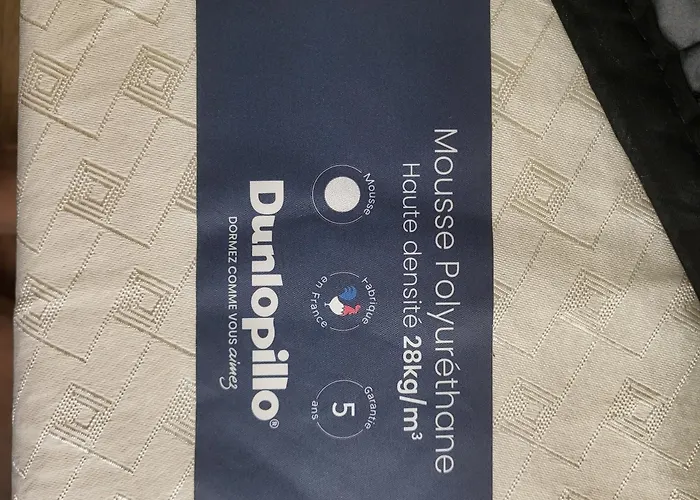 Mousse Polyuréthane
Haute densité 28kg/m³
Mousse
Fabriqué
en France
Garantie
5
ans
Dunlopillo®
DORMEZ COMME VOUS aimez